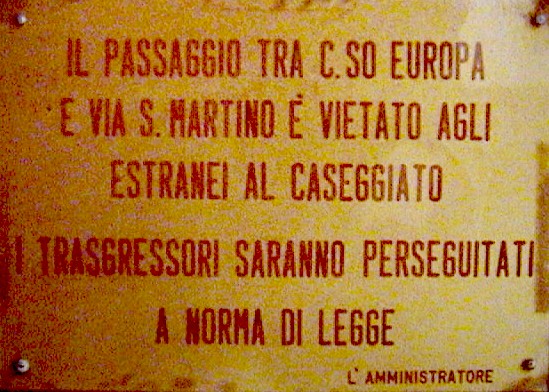 IL PASSAGGIO TRA C.SO EUROPA
E VIA S. MARTINO È VIETATO AGLI
ESTRANEI AL CASEGGIATO
I TRASGRESSORI SARANNO PERSEGUITATI
A NORMA DI LEGGE
L'AMMINISTRATORE